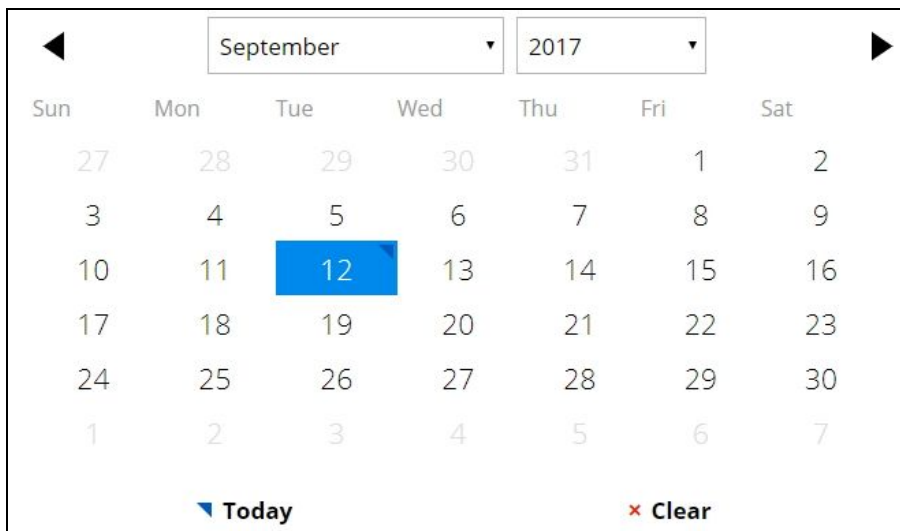 September 2017
Sun Mon Tue Wed Thu Fri Sat
27 28 29 30 31 1 2
3 4 5 6 7 8 9
10 11 12 13 14 15 16
17 18 19 20 21 22 23
24 25 26 27 28 29 30
1 2 3 4 5 6 7
Today × Clear